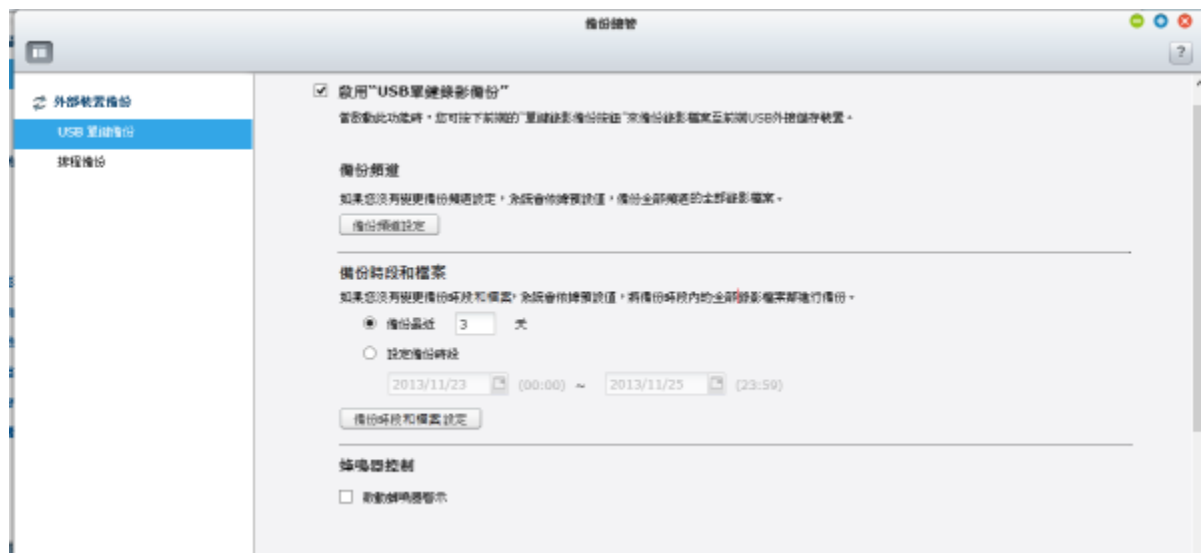 備份總管
?
外部裝置備份
USB 單鍵備份
排程備份
啟用"USB單鍵錄影備份"
當啟動此功能時，您可按下前端的"單鍵錄影備份按鈕"來備份錄影檔案至前端USB外接儲存裝置。
備份頻道
如果您沒有變更備份頻道設定，系統會依據預設值，備份全部頻道的全部錄影檔案。
備份頻道設定
備份時段和檔案
如果您沒有變更備份時段和檔案，系統會依據預設值，將備份時段內的全部錄影檔案都進行備份。
備份最近 3 天
設定備份時段
2013/11/23 (00:00) ~ 2013/11/25 (23:59)
備份時段和檔案設定
蜂鳴器控制
啟動蜂鳴器警示